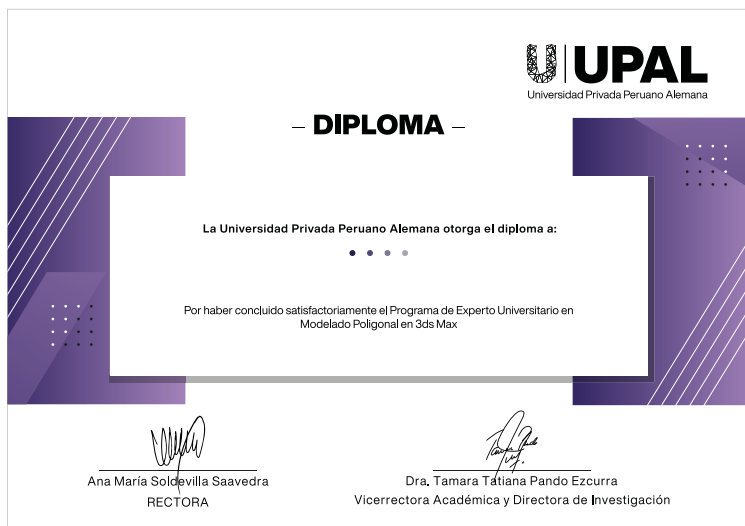 UPAL
Universidad Privada Peruano Alemana
– DIPLOMA –
La Universidad Privada Peruano Alemana otorga el diploma a:
Por haber concluido satisfactoriamente el Programa de Experto Universitario en
Modelado Poligonal en 3ds Max
Ana María Soldevilla Saavedra
RECTORA
Dra. Tamara Tatiana Pando Ezcurra
Vicerrectora Académica y Directora de Investigación